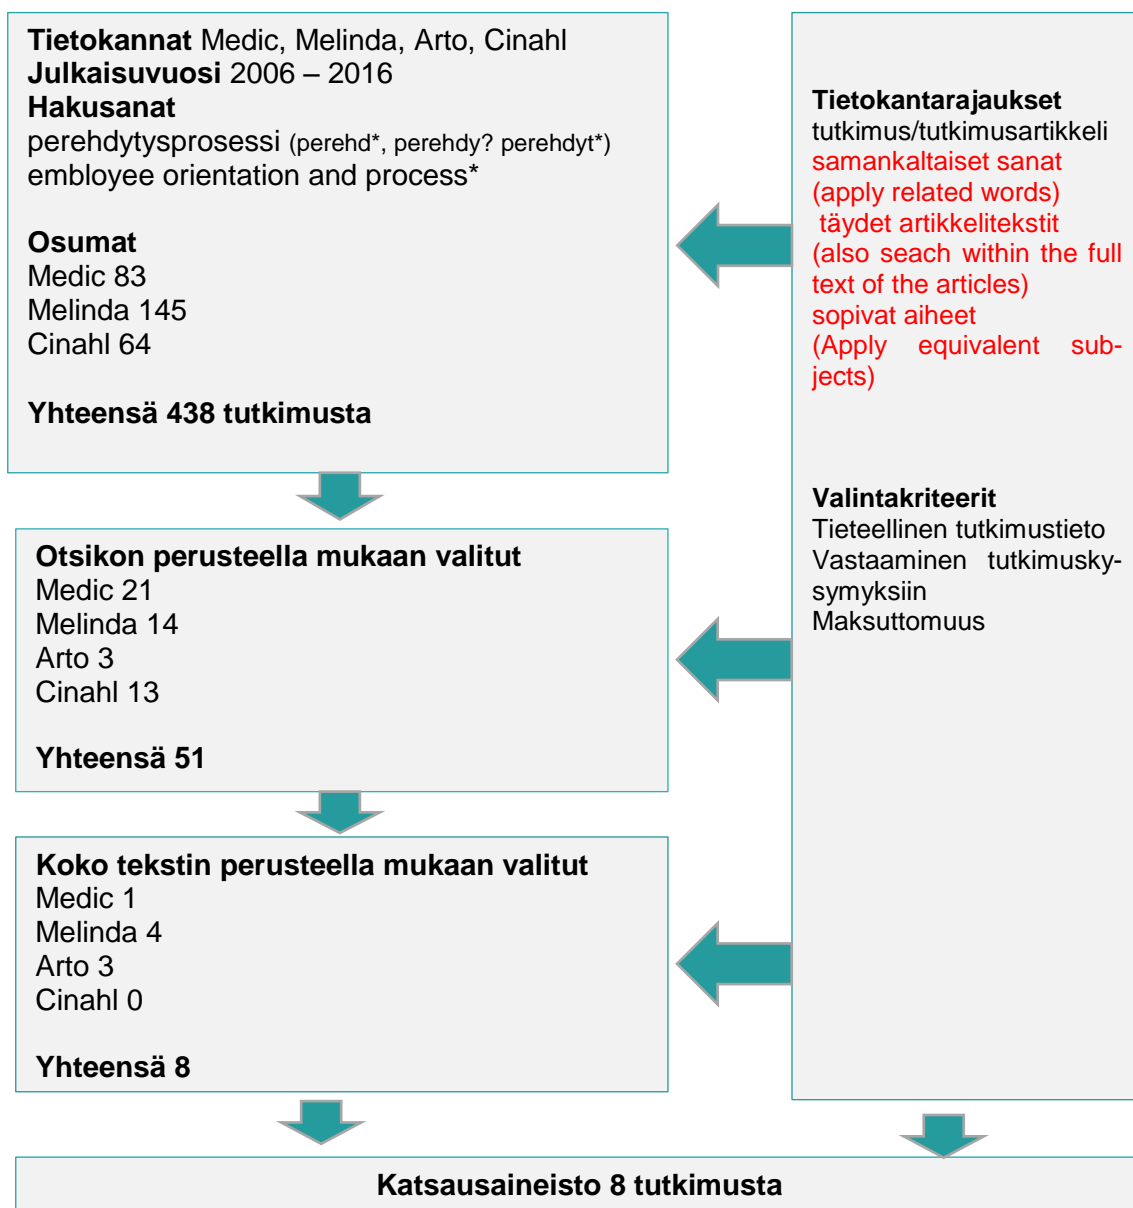 Tietokannat Medic, Melinda, Arto, Cinahl
Julkaisuvuosi 2006 – 2016
Hakusanat
perehdytysprosessi (perehd*, perehdy? perehdyt*)
embloyee orientation and process*
Osumat
Medic 83
Melinda 145
Cinahl 64
Yhteensä 438 tutkimusta
Tietokantarajaukset
tutkimus/tutkimusartikkeli
samankaltaiset sanat
(apply related words)
täydet artikkelitekstit
(also seach within the full
text of the articles)
sopivat aiheet
(Apply equivalent sub-
jects)
Valintakriteerit
Tieteellinen tutkimustieto
Vastaaminen tutkimusky-
symyksiin
Maksuttomuus
Otsikon perusteella mukaan valitut
Medic 21
Melinda 14
Arto 3
Cinahl 13
Yhteensä 51
Koko tekstin perusteella mukaan valitut
Medic 1
Melinda 4
Arto 3
Cinahl 0
Yhteensä 8
Katsausaineisto 8 tutkimusta